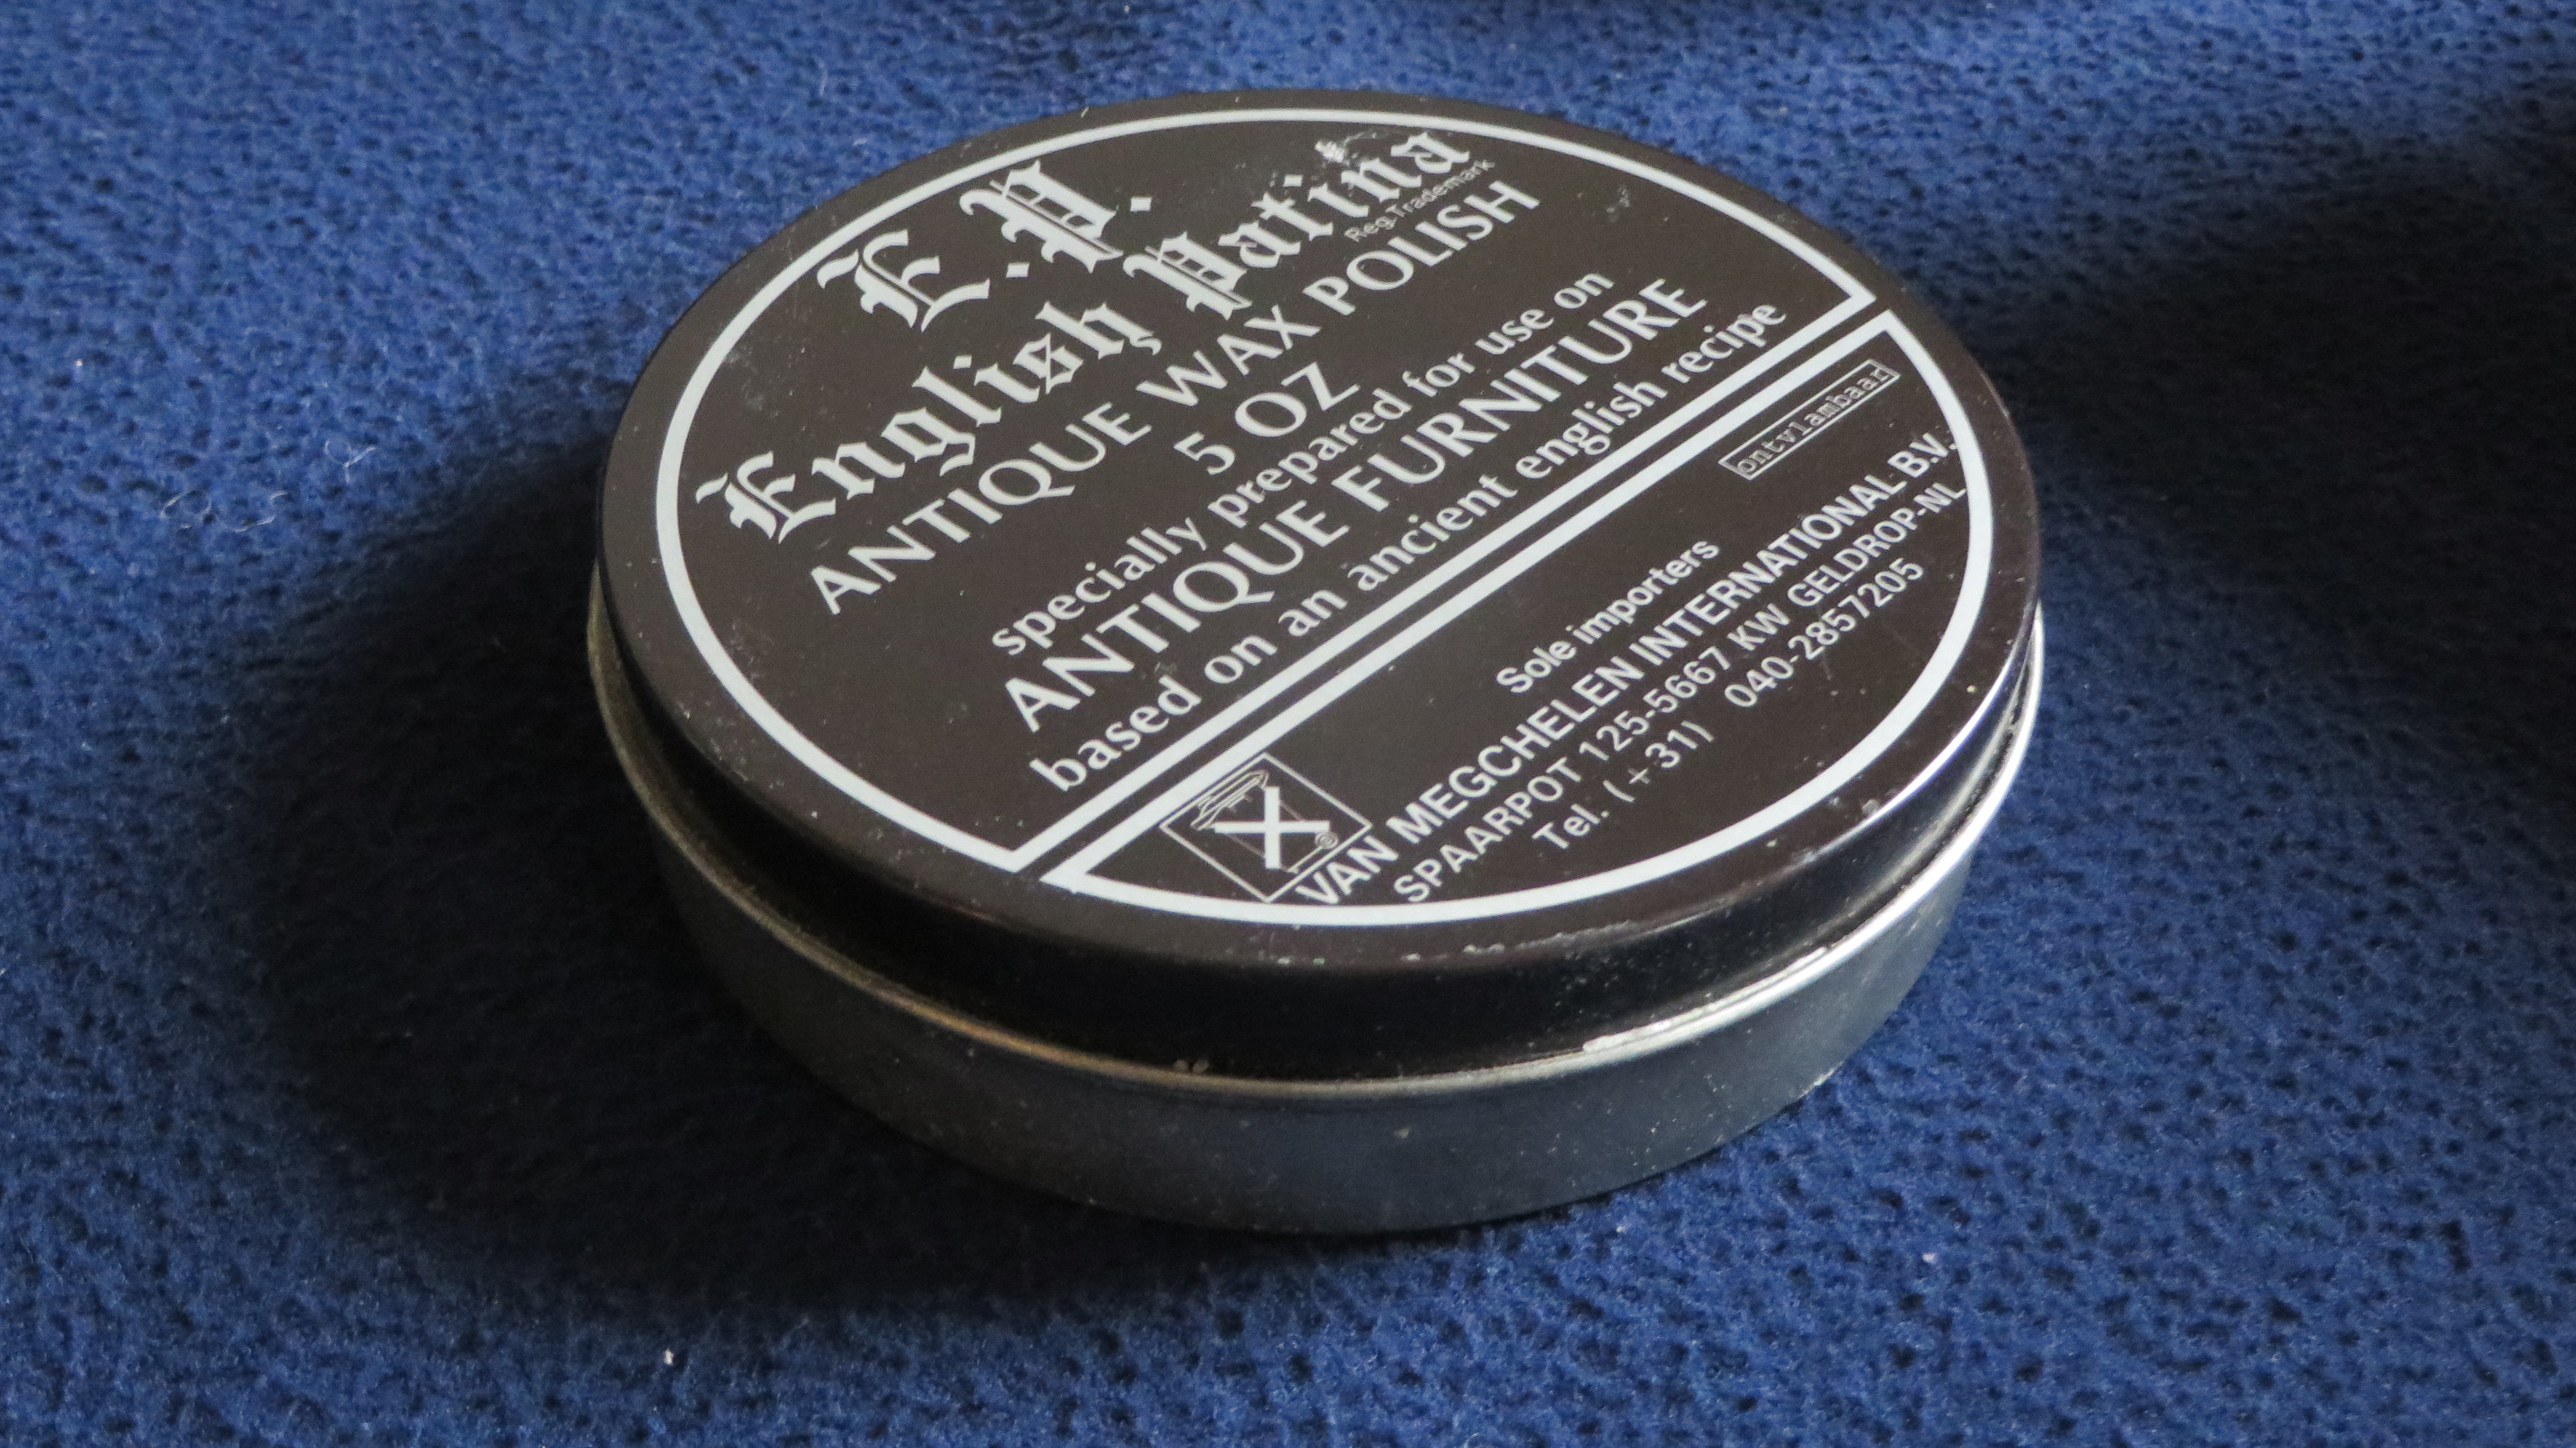 E.P.
English Patina
Reg.Trademark
ANTIQUE WAX POLISH
5 OZ
specially prepared for use on
ANTIQUE FURNITURE
based on an ancient english recipe
ontvlambaar
Sole importers
VAN MEGCHELEN INTERNATIONAL B.V.
SPAARPOT 125-5667 KW GELDROP-NL
Tel. (+31) 040-2857205